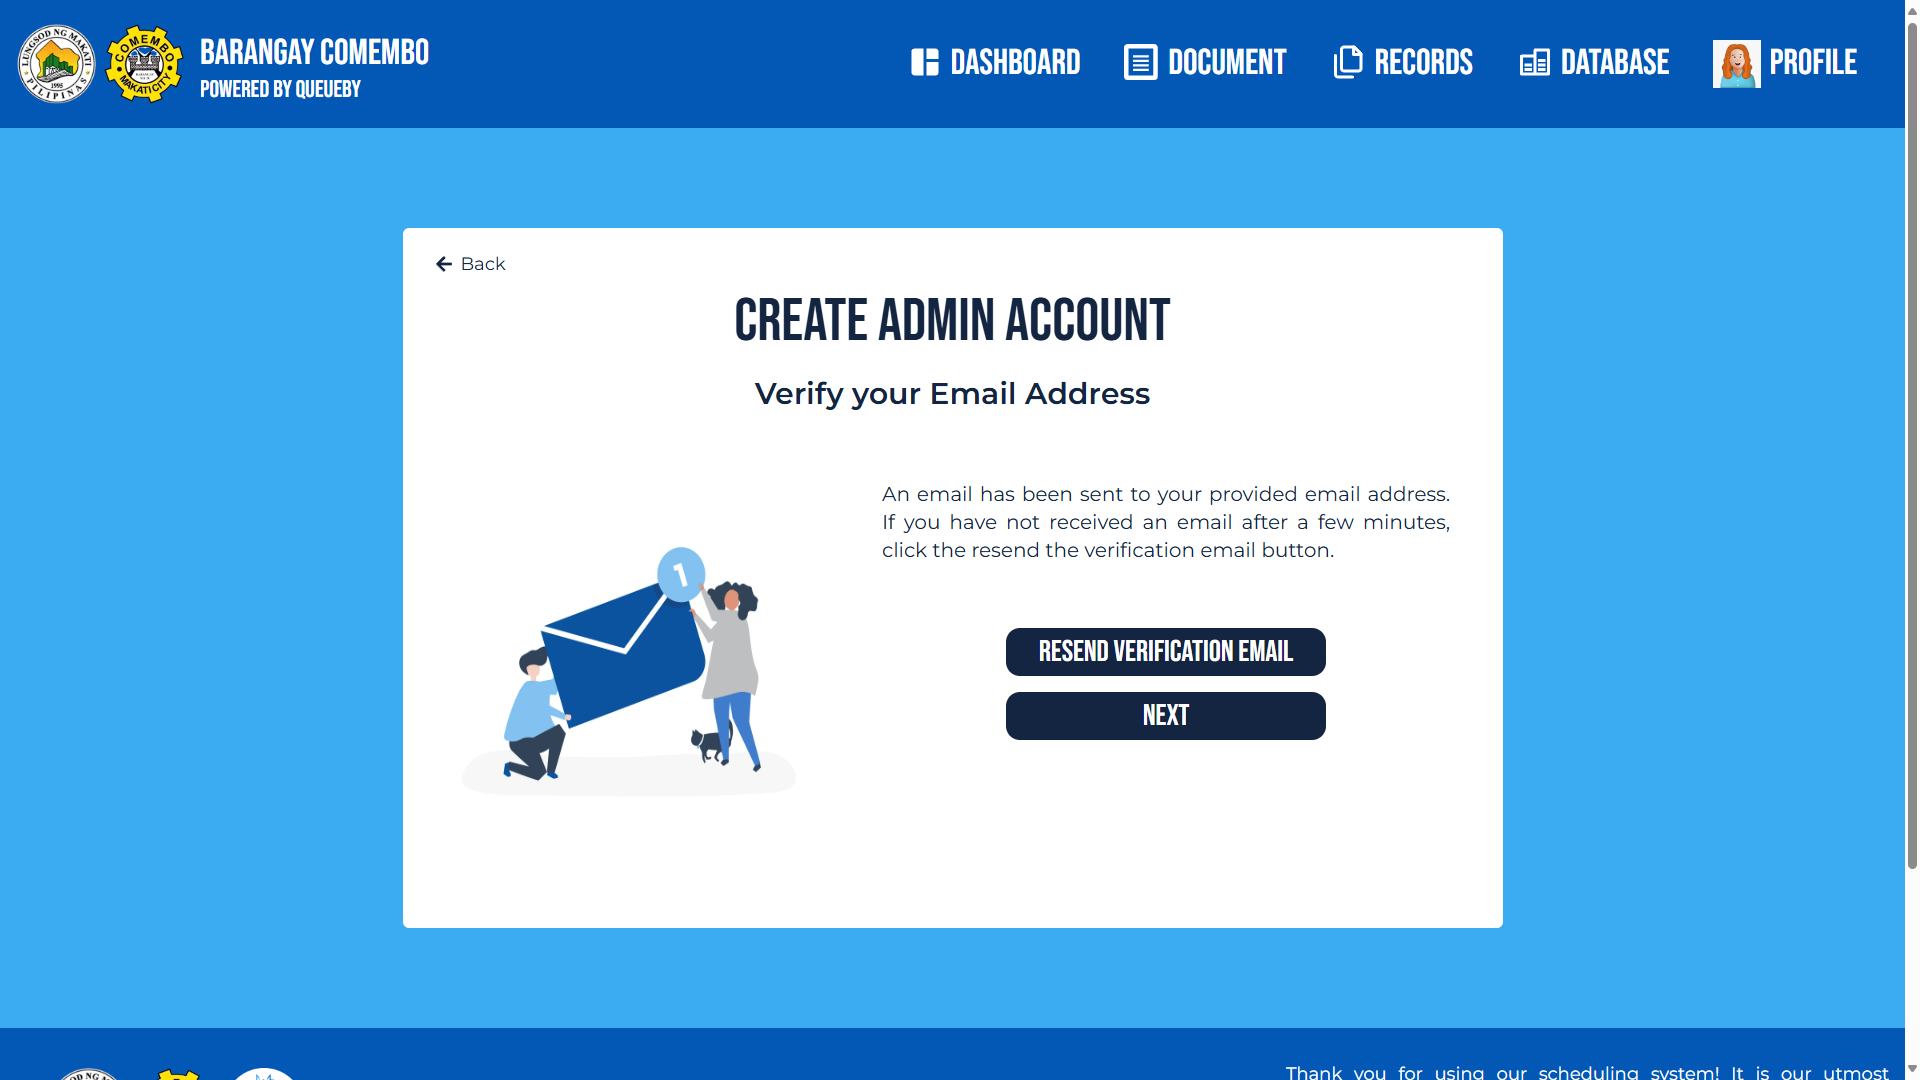 LUNGSOD NG MAKATI
PILIPINAS
1995
COMEMBO
MAKATI CITY
BARANGAY COMEMBO
POWERED BY QUEUEBY
DASHBOARD
DOCUMENT
RECORDS
DATABASE
PROFILE
Back
CREATE ADMIN ACCOUNT
Verify your Email Address
An email has been sent to your provided email address.
If you have not received an email after a few minutes,
click the resend the verification email button.
1
RESEND VERIFICATION EMAIL
NEXT
Thank you for using our scheduling system! It is our utmost